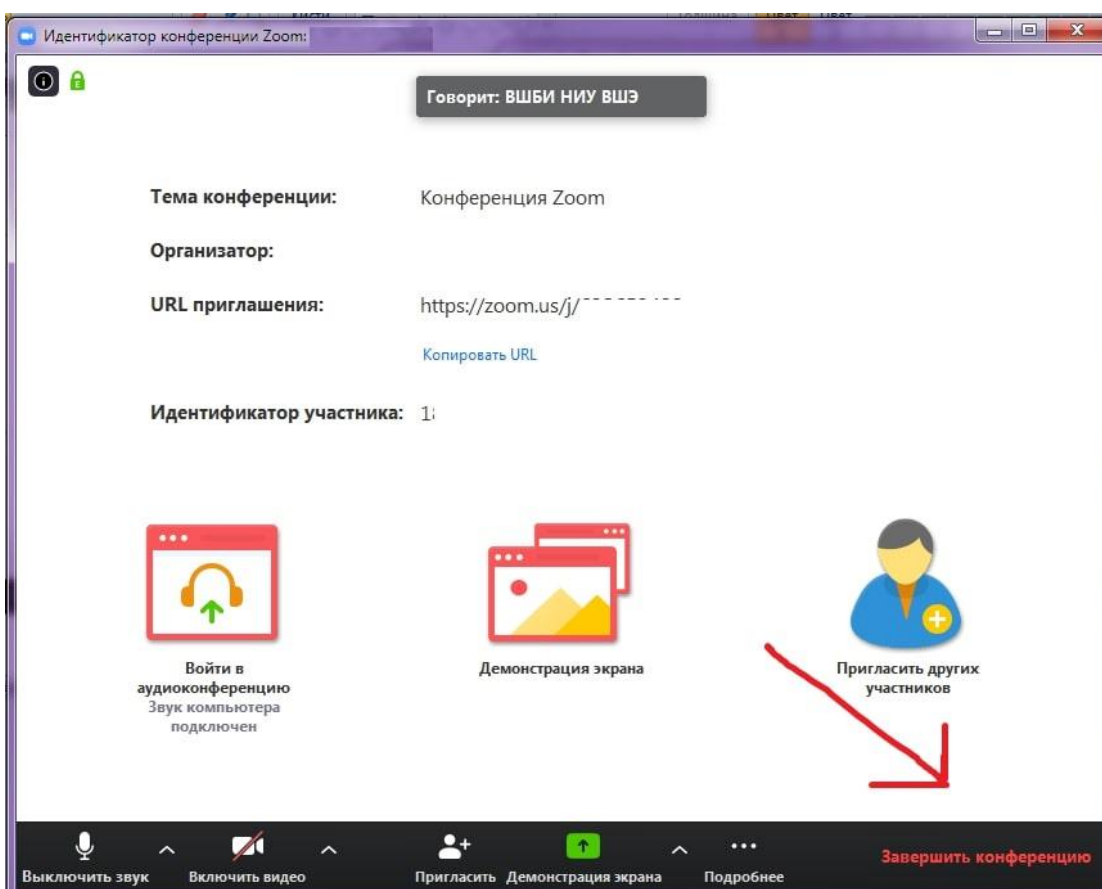 Идентификатор конференции Zoom:
Говорит: ВШБИ НИУ ВШЭ
Тема конференции: Конференция Zoom
Организатор:
URL приглашения: https://zoom.us/j/
Копировать URL
Идентификатор участника:
Войти в
аудиоконференцию
Звук компьютера
подключен
Демонстрация экрана
Пригласить других
участников
Выключить звук Включить видео Пригласить Демонстрация экрана Подробнее Завершить конференцию